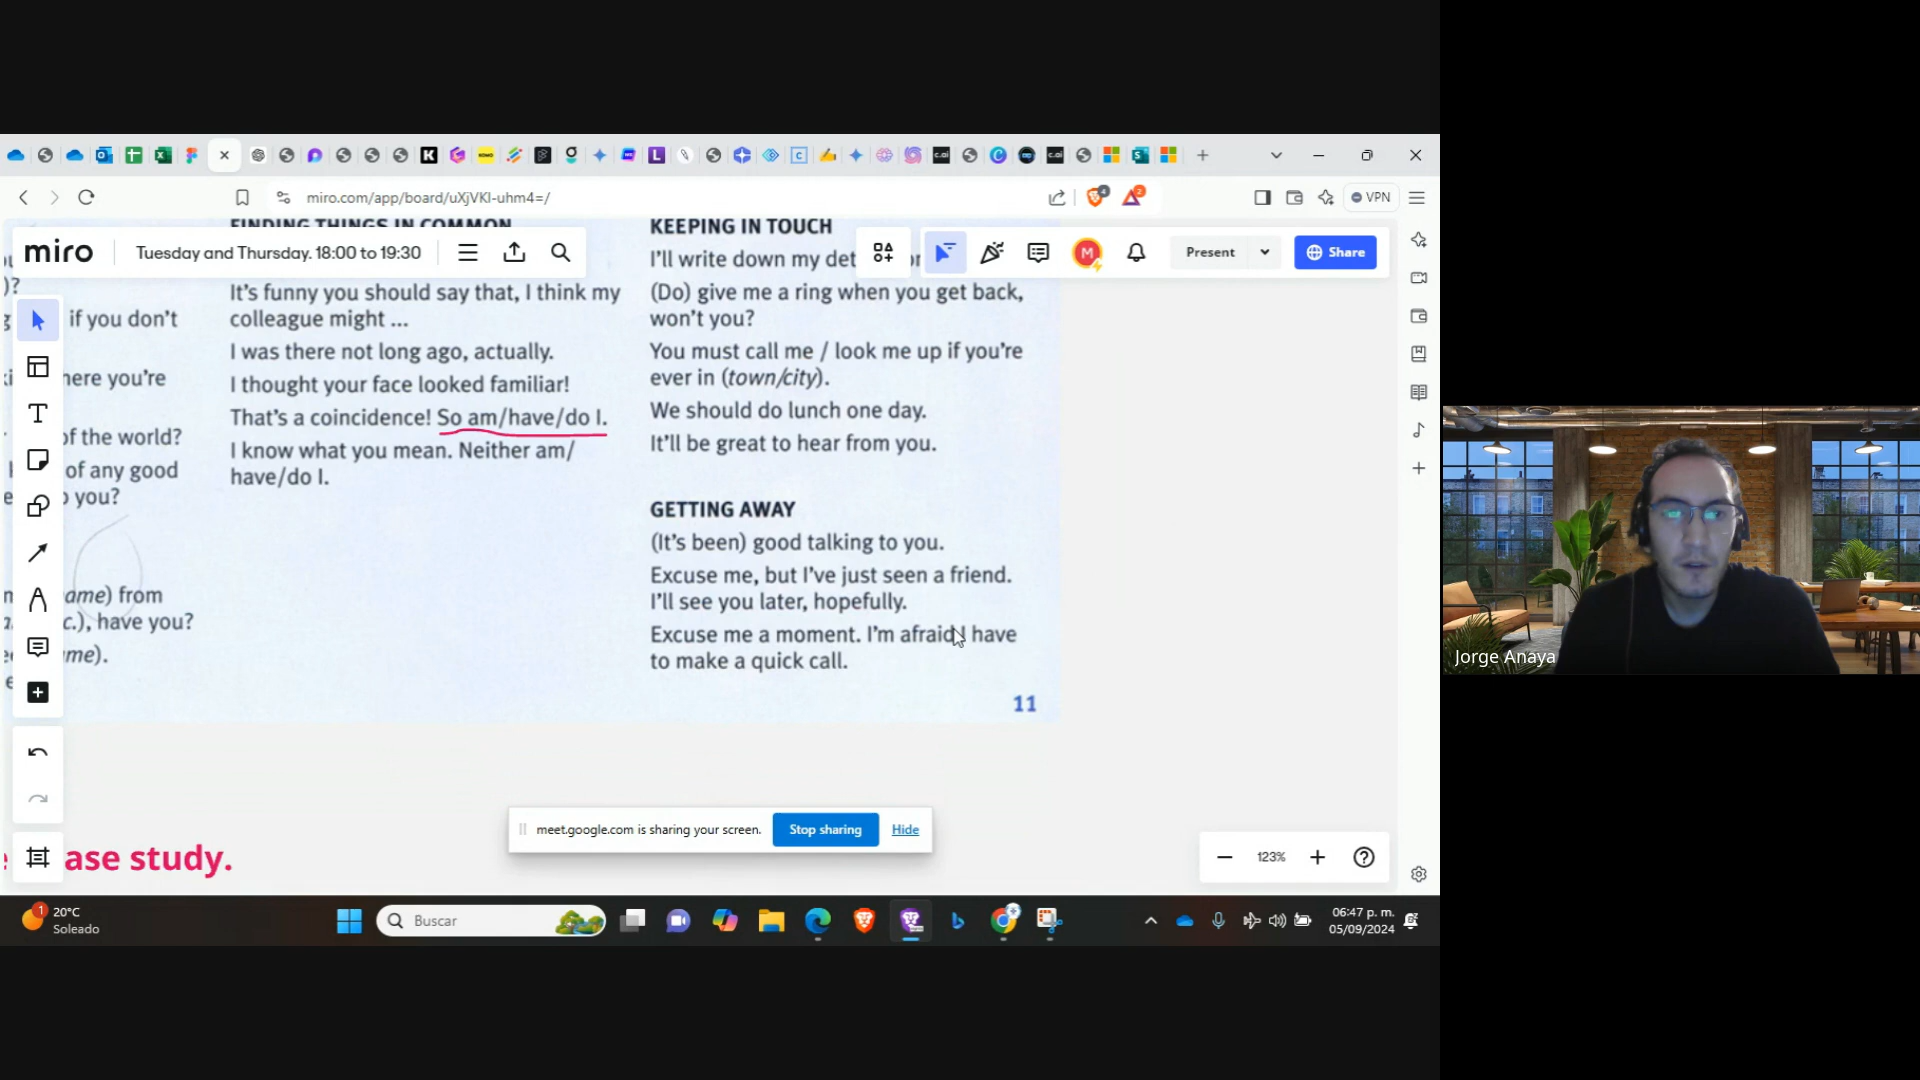 miro.com/app/board/uXjVKl-uhm4=/
VPN
miro
Tuesday and Thursday. 18:00 to 19:30
Present
Share
FINDING THINGS IN COMMON
It's funny you should say that, I think my
colleague might ...
I was there not long ago, actually.
I thought your face looked familiar!
That's a coincidence! So am/have/do I.
I know what you mean. Neither am/
have/do I.
KEEPING IN TOUCH
I'll write down my
(Do) give me a ring when you get back,
won't you?
You must call me / look me up if you're
ever in (town/city).
We should do lunch one day.
It'll be great to hear from you.
GETTING AWAY
(It's been) good talking to you.
Excuse me, but I've just seen a friend.
I'll see you later, hopefully.
Excuse me a moment. I'm afraid I have
to make a quick call.
11
)?
if you don't
here you're
of the world?
of any good
you?
ame) from
c.), have you?
me).
meet.google.com is sharing your screen.
Stop sharing
Hide
ase study.
123%
20°C
Soleado
Buscar
06:47 p. m.
05/09/2024
Jorge Anaya